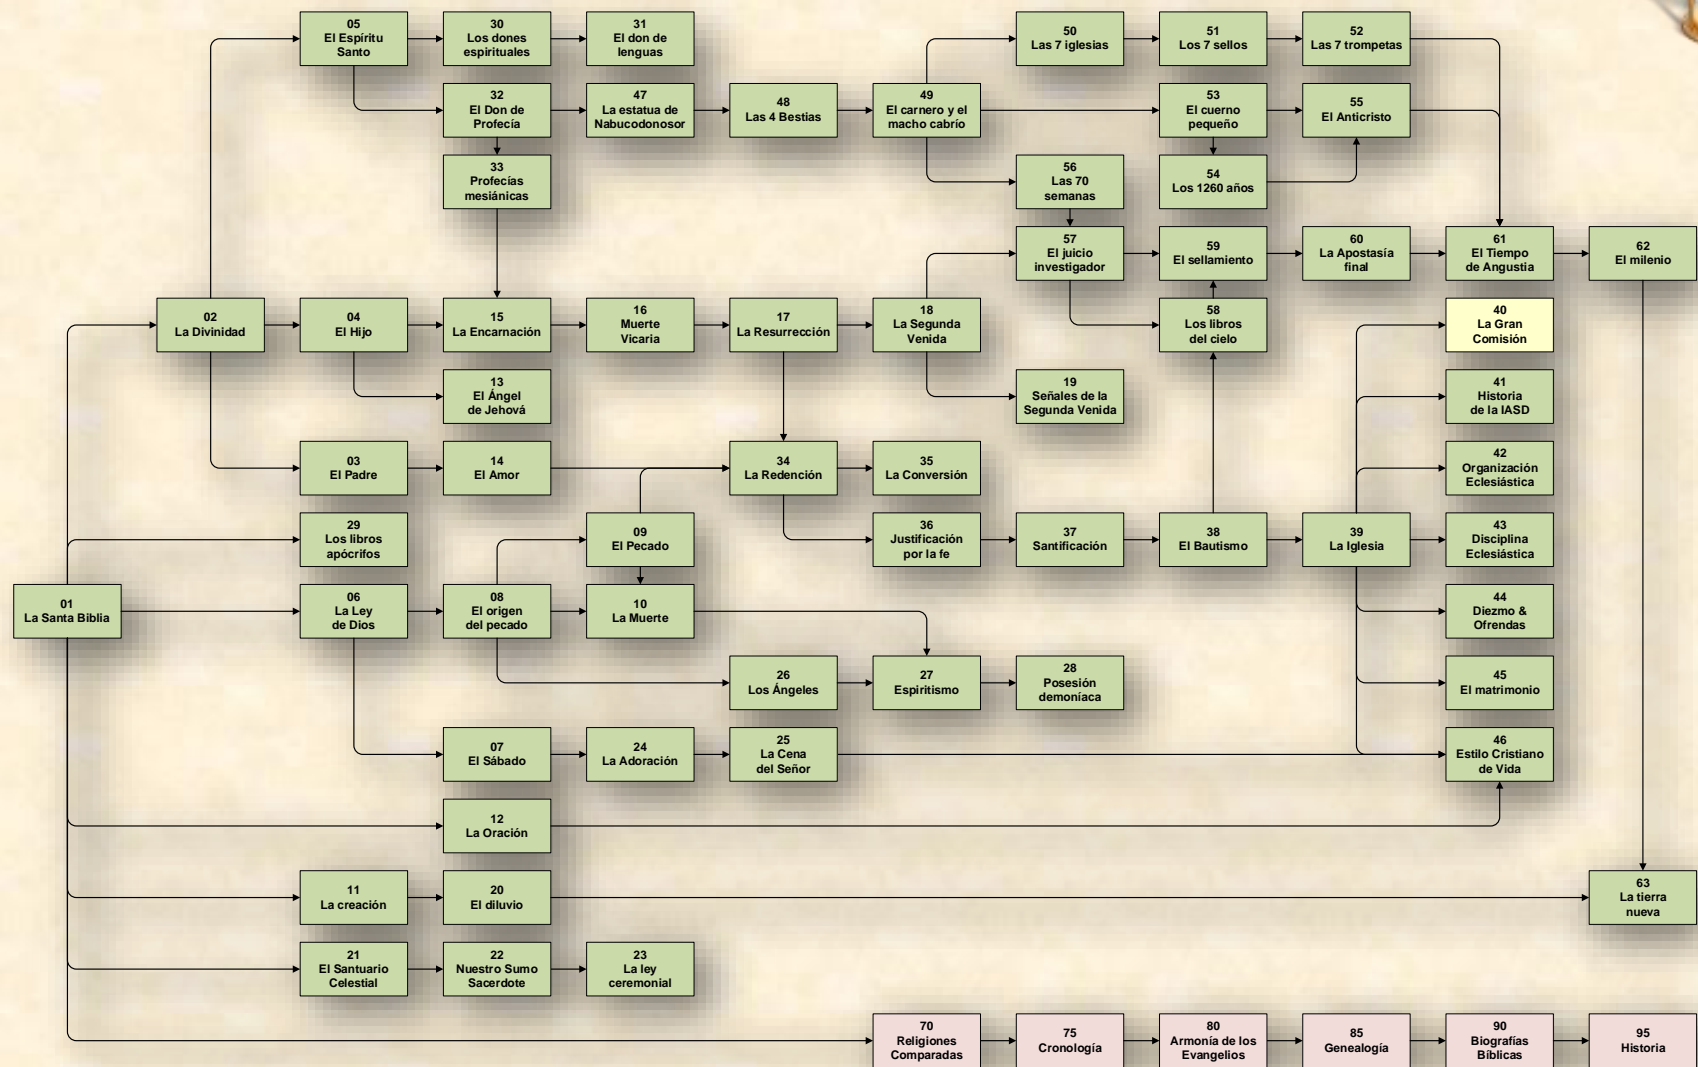 05
El Espíritu
Santo
30
Los dones
espirituales
31
El don de
lenguas
50
Las 7 iglesias
51
Los 7 sellos
52
Las 7 trompetas
32
El Don de
Profecía
47
La estatua de
Nabucodonosor
48
Las 4 Bestias
49
El carnero y el
macho cabrío
53
El cuerno
pequeño
55
El Anticristo
33
Profecías
mesiánicas
56
Las 70
semanas
54
Los 1260 años
57
El juicio
investigador
59
El sellamiento
60
La Apostasía
final
61
El Tiempo
de Angustia
62
El milenio
02
La Divinidad
04
El Hijo
15
La Encarnación
16
Muerte
Vicaria
17
La Resurrección
18
La Segunda
Venida
58
Los libros
del cielo
40
La Gran
Comisión
13
El Ángel
de Jehová
19
Señales de la
Segunda Venida
41
Historia
de la IASD
03
El Padre
14
El Amor
34
La Redención
35
La Conversión
42
Organización
Eclesiástica
29
Los libros
apócrifos
09
El Pecado
36
Justificación
por la fe
37
Santificación
38
El Bautismo
39
La Iglesia
43
Disciplina
Eclesiástica
01
La Santa Biblia
06
La Ley
de Dios
08
El origen
del pecado
10
La Muerte
44
Diezmo &
Ofrendas
26
Los Ángeles
27
Espiritismo
28
Posesión
demoníaca
45
El matrimonio
07
El Sábado
24
La Adoración
25
La Cena
del Señor
46
Estilo Cristiano
de Vida
12
La Oración
11
La creación
20
El diluvio
63
La tierra
nueva
21
El Santuario
Celestial
22
Nuestro Sumo
Sacerdote
23
La ley
ceremonial
70
Religiones
Comparadas
75
Cronología
80
Armonía de los
Evangelios
85
Genealogía
90
Biografías
Bíblicas
95
Historia